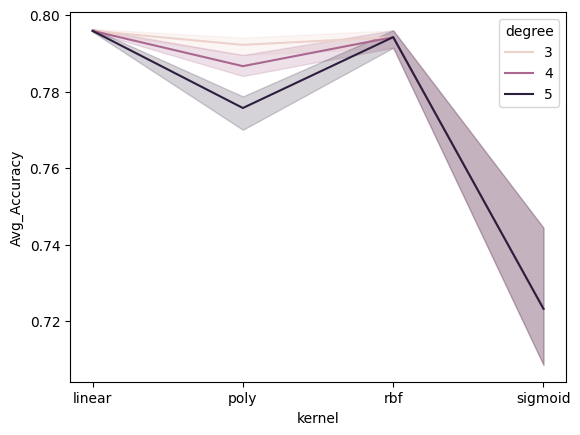 0.80
0.78
0.76
0.74
0.72
Avg_Accuracy
linear
poly
rbf
sigmoid
kernel
degree
3
4
5